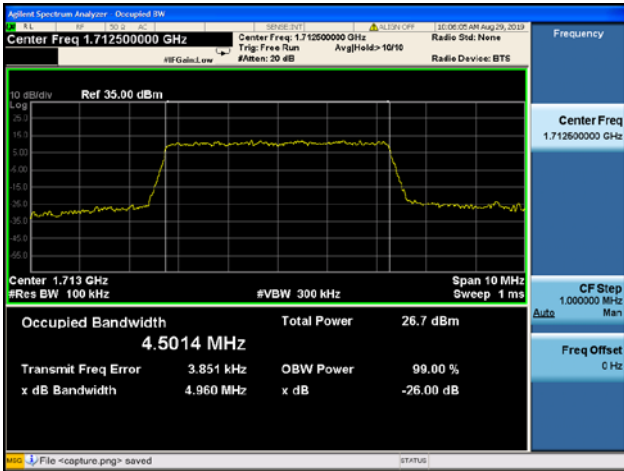 Agilent Spectrum Analyzer - Occupied BW
RL RF 50 Ω AC SENSE:INT ALIGN OFF 10:06:05 AM Aug 29, 2019
Center Freq 1.712500000 GHz
Center Freq: 1.712500000 GHz
Radio Std: None
Trig: Free Run Avg|Hold:> 10/10
#IFGain:Low #Atten: 20 dB Radio Device: BTS
Frequency
10 dB/div Ref 35.00 dBm
Log
25.0
15.0
5.00
-5.00
-15.0
-25.0
-35.0
-45.0
-55.0
Center Freq
1.712500000 GHz
Center 1.713 GHz Span 10 MHz
#Res BW 100 kHz #VBW 300 kHz Sweep 1 ms
CF Step
1.000000 MHz
Auto Man
Freq Offset
0 Hz
Occupied Bandwidth Total Power 26.7 dBm
4.5014 MHz
Transmit Freq Error 3.851 kHz OBW Power 99.00 %
x dB Bandwidth 4.960 MHz x dB -26.00 dB
MSG File <capture.png> saved STATUS